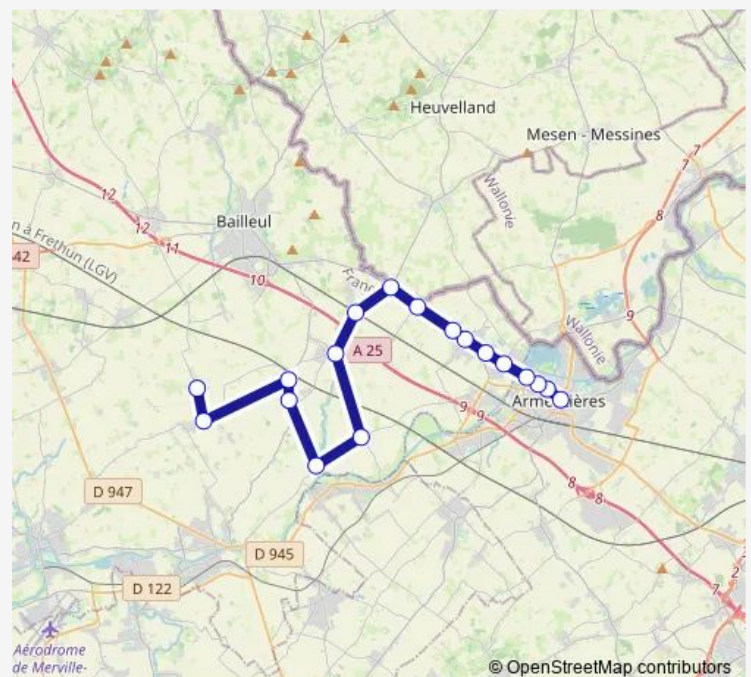 Heuvelland
Mesen - Messines
7
7
Wallonie
12
12
Bailleul
8
n à Frethun (LGV)
11
42
10
Franc
9
Wallonie
A 25
9
9
Armentières
D 947
8
8
D 945
D 122
7
2
Aérodrome
de Merville-
© OpenStreetMap contributors